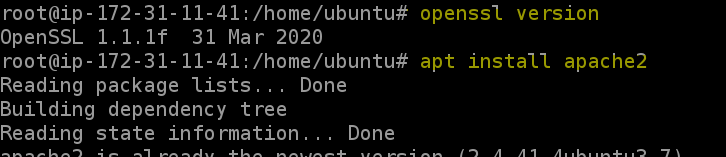 root@ip-172-31-11-41:/home/ubuntu# openssl version
OpenSSL 1.1.1f  31 Mar 2020
root@ip-172-31-11-41:/home/ubuntu# apt install apache2
Reading package lists... Done
Building dependency tree
Reading state information... Done
apache2 is already the newest version (2.4.41-4ubuntu3.7).